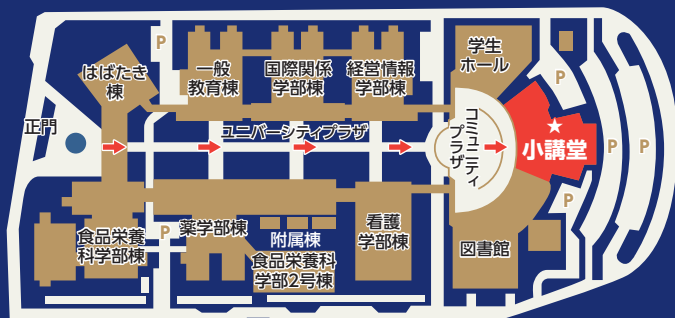 正門
はばたき
棟
P
一般
教育棟
国際関係
学部棟
経営情報
学部棟
学生
ホール
P
ユニバーシティプラザ
コミュニティ
プラザ
小講堂
P
P
P
食品栄養
科学部棟
P
薬学部棟
附属棟
食品栄養科
学部2号棟
看護
学部棟
図書館